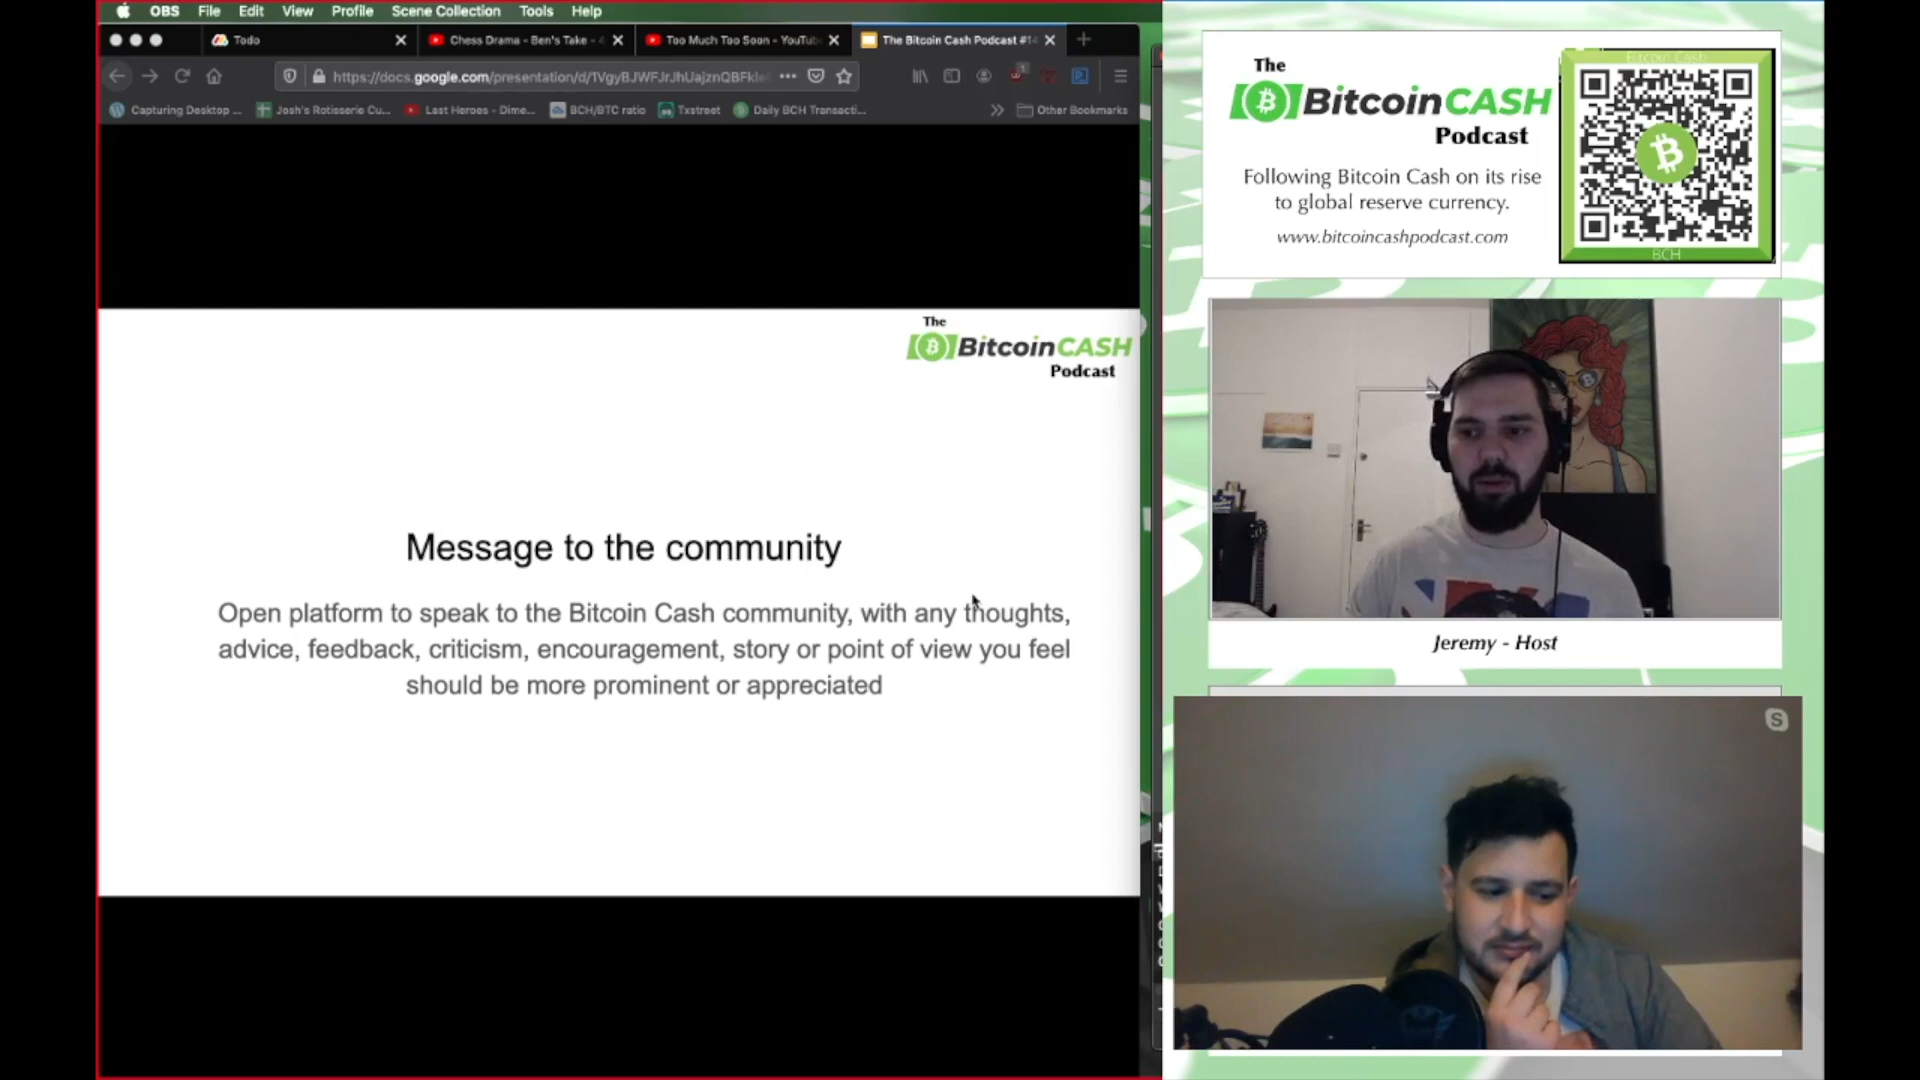 OBS File Edit View Profile Scene Collection Tools Help
Todo
Chess Drama - Ben's Take -
Too Much Too Soon - YouTub
The Bitcoin Cash Podcast #1
https://docs.google.com/presentation/d/1VgyBJWFJrJhUajznQBFkl
Capturing Desktop ...
Josh's Rotisserie Cu...
Last Heroes - Dime...
BCH/BTC ratio
Txstreet
Daily BCH Transacti...
Other Bookmarks
The
BitcoinCASH
Podcast
Message to the community
Open platform to speak to the Bitcoin Cash community, with any thoughts,
advice, feedback, criticism, encouragement, story or point of view you feel
should be more prominent or appreciated
The
BitcoinCASH
Podcast
Following Bitcoin Cash on its rise
to global reserve currency.
www.bitcoincashpodcast.com
Bitcoin Cash
BCH
Jeremy - Host